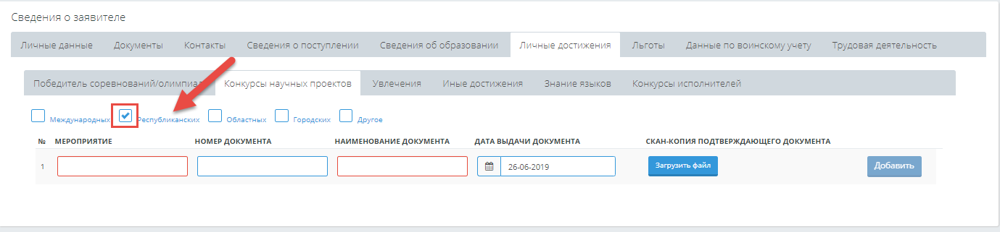 Сведения о заявителе
Личные данные Документы Контакты Сведения о поступлении Сведения об образовании Личные достижения Льготы Данные по воинскому учету Трудовая деятельность
Победитель соревнований/олимпиад Конкурсы научных проектов Увлечения Иные достижения Знание языков Конкурсы исполнителей
Международных Республиканских Областных Городских Другое
№ МЕРОПРИЯТИЕ НОМЕР ДОКУМЕНТА НАИМЕНОВАНИЕ ДОКУМЕНТА ДАТА ВЫДАЧИ ДОКУМЕНТА СКАН-КОПИЯ ПОДТВЕРЖДАЮЩЕГО ДОКУМЕНТА
1 26-06-2019 Загрузить файл Добавить